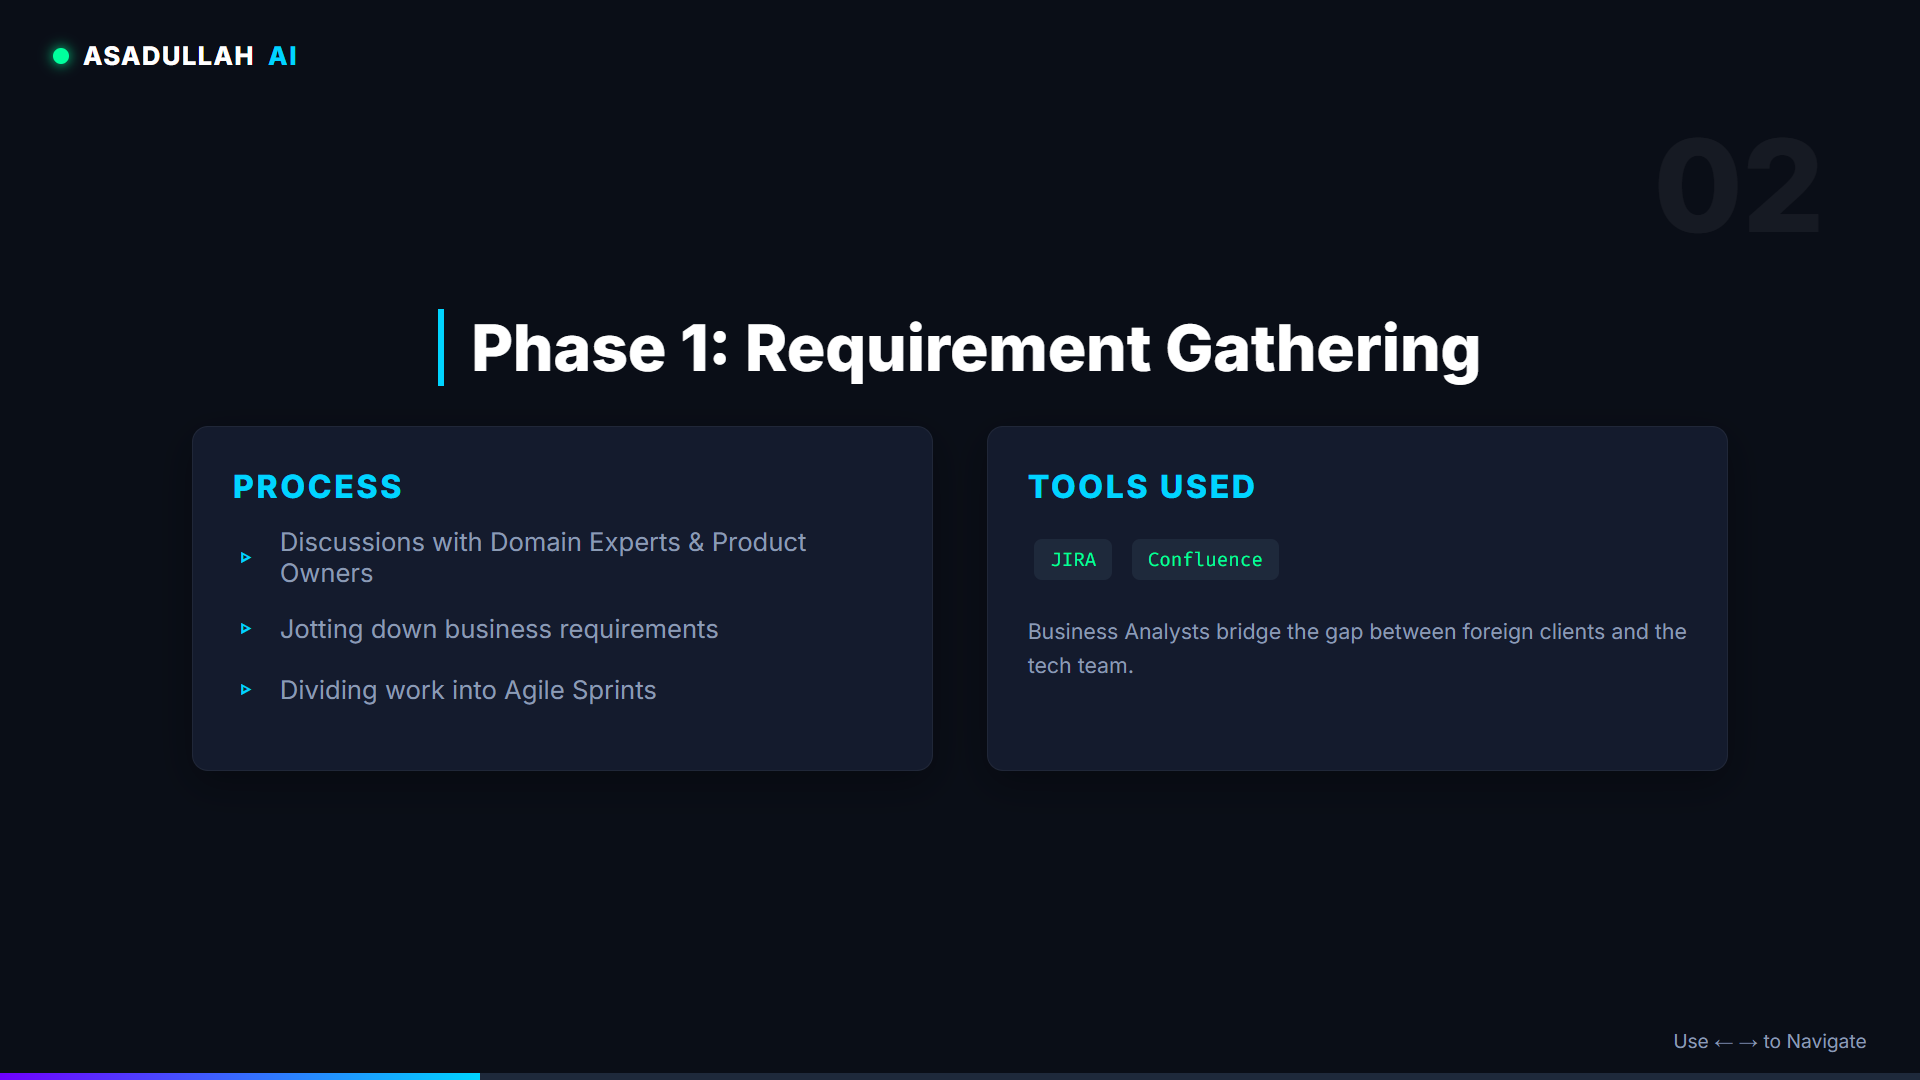 ASADULLAH AI
02
Phase 1: Requirement Gathering
PROCESS
Discussions with Domain Experts & Product
Owners
Jotting down business requirements
Dividing work into Agile Sprints
TOOLS USED
JIRA Confluence
Business Analysts bridge the gap between foreign clients and the
tech team.
Use ← → to Navigate